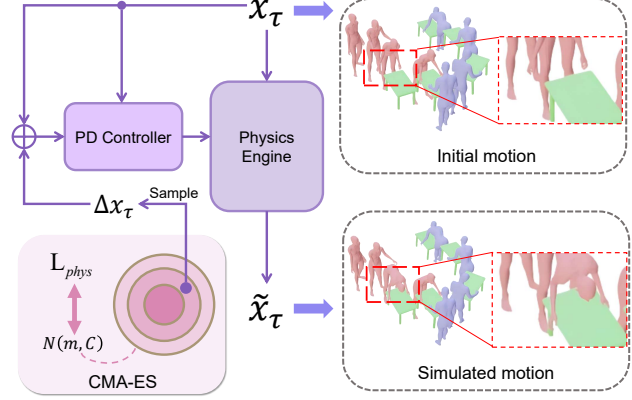 x_τ
PD Controller
Physics
Engine
Initial motion
Sample
Δx_τ
L_phys
N(m, C)
CMA-ES
x̃_τ
Simulated motion